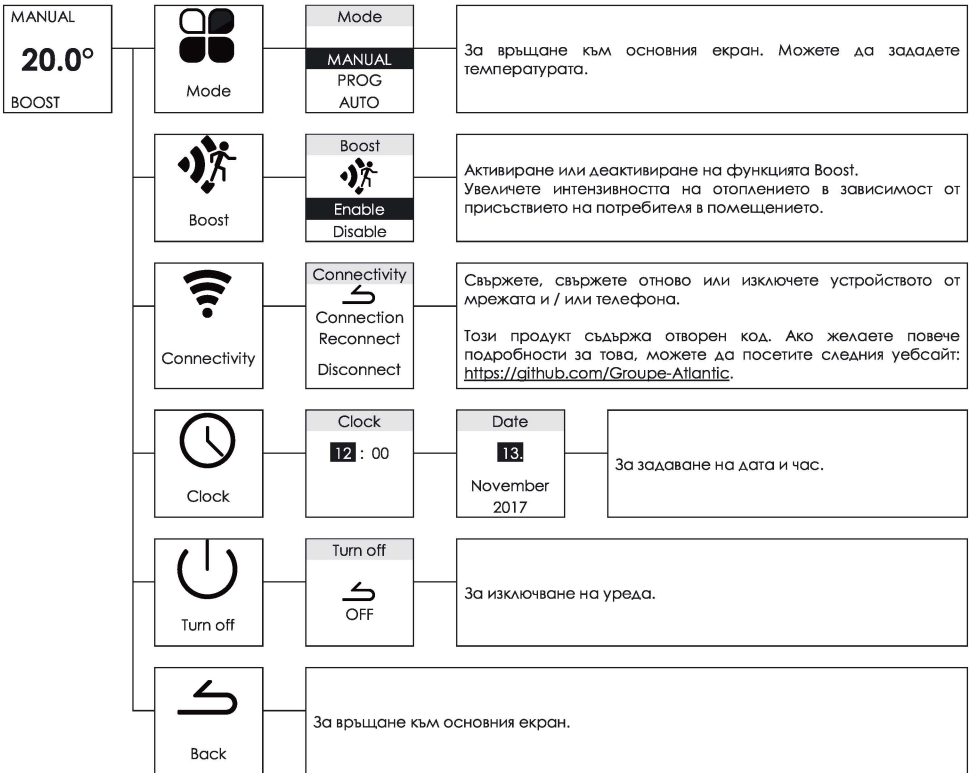 MANUAL
20.0°
BOOST
Mode
Mode
MANUAL
PROG
AUTO
За връщане към основния екран. Можете да зададете
температурата.
Boost
Boost
Enable
Disable
Активиране или деактивиране на функцията Boost.
Увеличете интензивността на отоплението в зависимост от
присъствието на потребителя в помещението.
Connectivity
Connectivity
Connection
Reconnect
Disconnect
Свържете, свържете отново или изключете устройството от
мрежата и / или телефона.
Този продукт съдържа отворен код. Ако желаете повече
подробности за това, можете да посетите следния уебсайт:
https://github.com/Groupe-Atlantic.
Clock
Clock
12 : 00
Date
13.
November
2017
За задаване на дата и час.
Turn off
Turn off
OFF
За изключване на уреда.
Back
За връщане към основния екран.